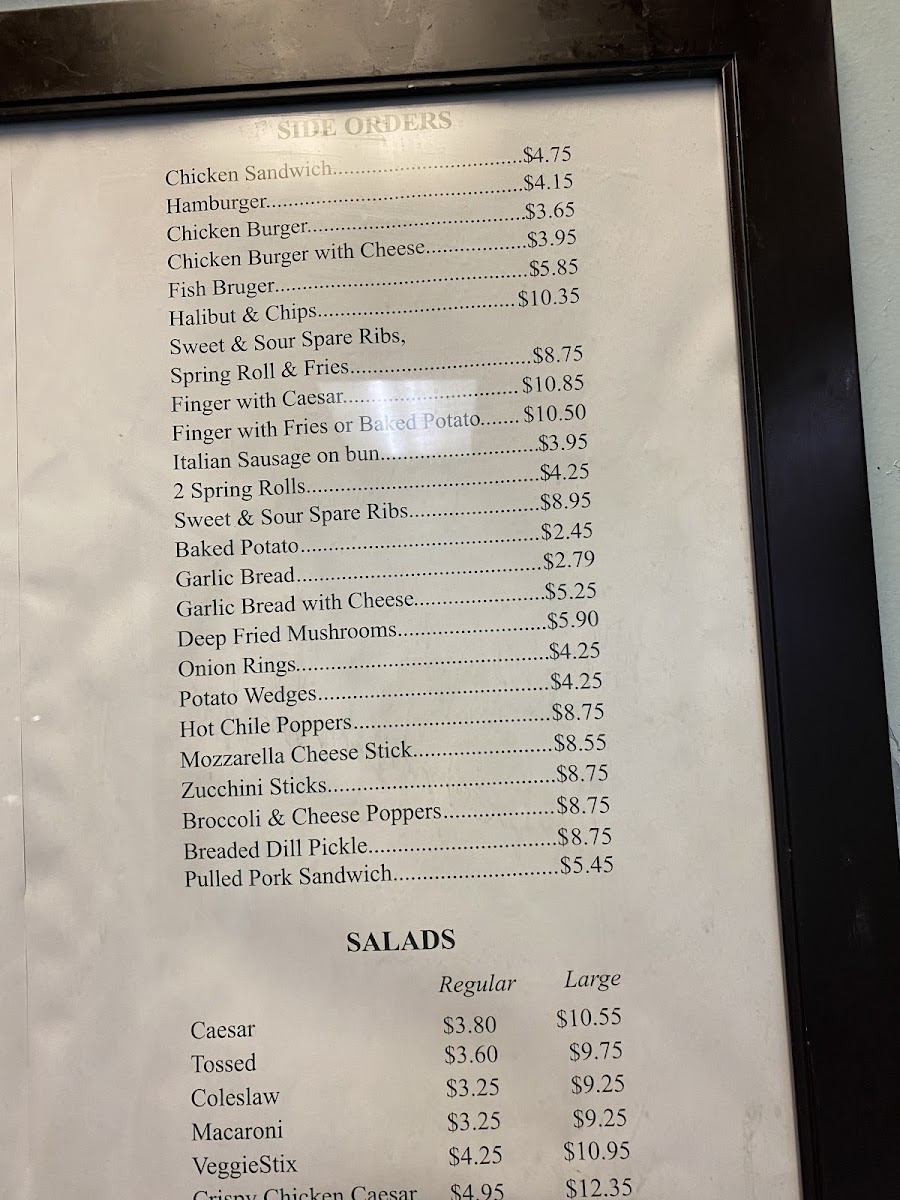 SIDE ORDERS
Chicken Sandwich..............................$4.75
Hamburger..........................................$4.15
Chicken Burger...................................$3.65
Chicken Burger with Cheese................$3.95
Fish Bruger.........................................$5.85
Halibut & Chips................................$10.35
Sweet & Sour Spare Ribs,
Spring Roll & Fries.............................$8.75
Finger with Caesar............................$10.85
Finger with Fries or Baked Potato.......$10.50
Italian Sausage on bun.........................$3.95
2 Spring Rolls.....................................$4.25
Sweet & Sour Spare Ribs.....................$8.95
Baked Potato......................................$2.45
Garlic Bread.......................................$2.79
Garlic Bread with Cheese.....................$5.25
Deep Fried Mushrooms.......................$5.90
Onion Rings.......................................$4.25
Potato Wedges....................................$4.25
Hot Chile Poppers...............................$8.75
Mozzarella Cheese Stick......................$8.55
Zucchini Sticks...................................$8.75
Broccoli & Cheese Poppers..................$8.75
Breaded Dill Pickle.............................$8.75
Pulled Pork Sandwich..........................$5.45
SALADS
Regular Large
Caesar $3.80 $10.55
Tossed $3.60 $9.75
Coleslaw $3.25 $9.25
Macaroni $3.25 $9.25
VeggieStix $4.25 $10.95
Crispy Chicken Caesar $4.95 $12.35